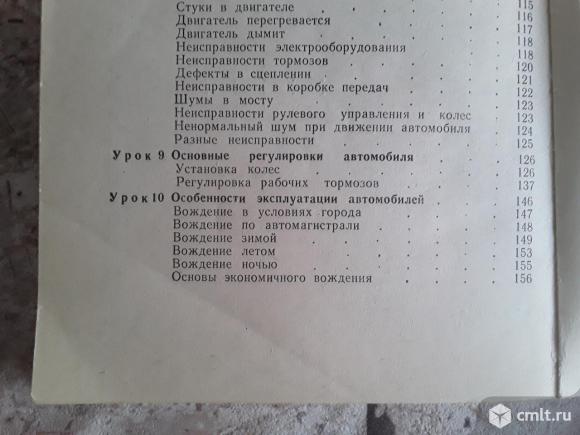 Стуки в двигателе . . . . 115
Двигатель перегревается . . . . 116
Двигатель дымит . . . . 117
Неисправности электрооборудования . . . 118
Неисправности тормозов . . . . 118
Дефекты в сцеплении . . . . 120
Неисправности в коробке передач . . . . 121
Шумы в мосту . . . . 122
Неисправности рулевого управления и колес . 123
Ненормальный шум при движении автомобиля . 123
Разные неисправности . . . . 124
125
Урок 9 Основные регулировки автомобиля . . . . 126
Установка колес . . . . 126
Регулировка рабочих тормозов . . . . 137
Урок 10 Особенности эксплуатации автомобилей . . . . 146
Вождение в условиях города . . . . 147
Вождение по автомагистрали . . . . 148
Вождение зимой . . . . 149
Вождение летом . . . . 153
Вождение ночью . . . . 155
Основы экономичного вождения . . . . 156
cmlt.ru